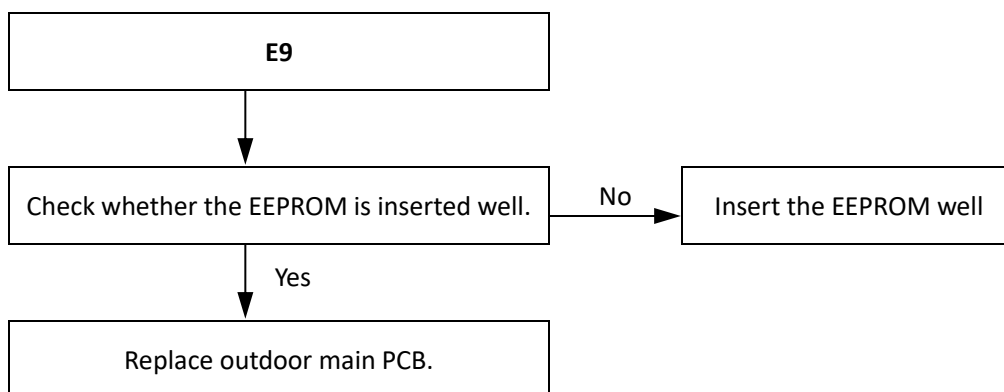 E9
Check whether the EEPROM is inserted well.
No
Insert the EEPROM well
Yes
Replace outdoor main PCB.